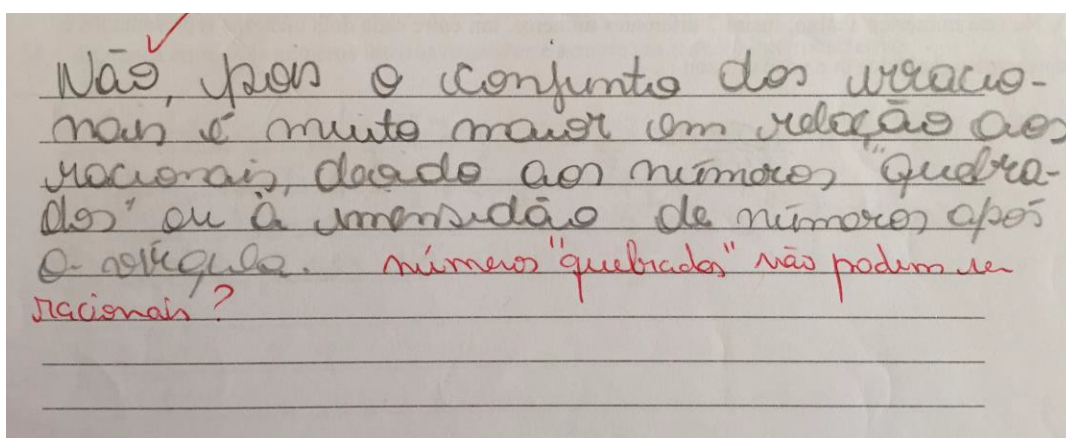 Não, pois o conjunto dos irracio-
nais é muito maior em relação aos
racionais, devido aos números "quebra-
dos" ou à imensidão de números após
a vírgula. números "quebrados" não podem ser
racionais?